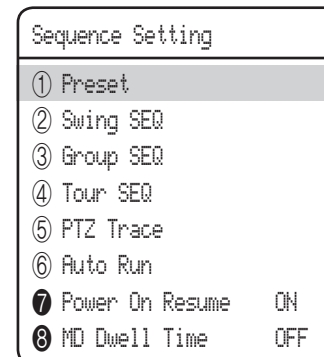 Sequence Setting
① Preset
② Swing SEQ
③ Group SEQ
④ Tour SEQ
⑤ PTZ Trace
⑥ Auto Run
❼ Power On Resume ON
❽ MD Dwell Time OFF